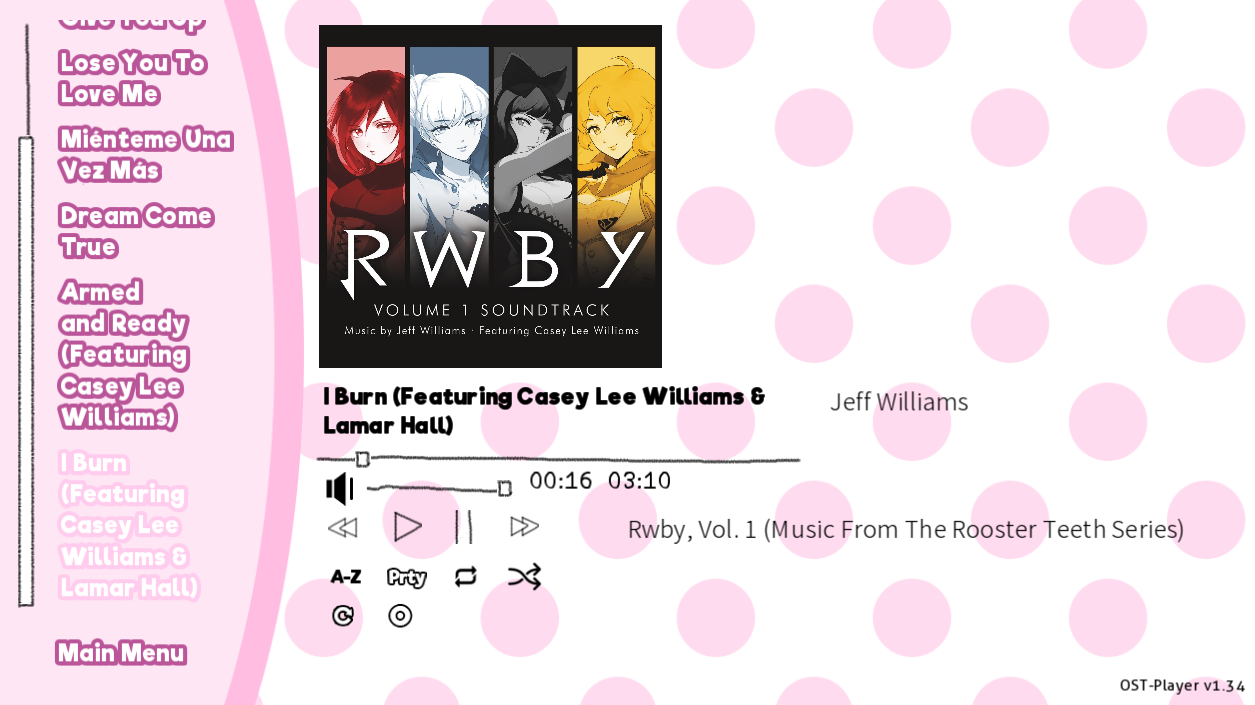 Give You Up
Lose You To
Love Me
Miénteme Una
Vez Más
Dream Come
True
Armed
and Ready
(Featuring
Casey Lee
Williams)
I Burn
(Featuring
Casey Lee
Williams &
Lamar Hall)
Main Menu
RWBY
VOLUME 1 SOUNDTRACK
Music by Jeff Williams · Featuring Casey Lee Williams
I Burn (Featuring Casey Lee Williams &
Lamar Hall)
Jeff Williams
00:16 03:10
Rwby, Vol. 1 (Music From The Rooster Teeth Series)
A-Z Prty
OST-Player v1.34